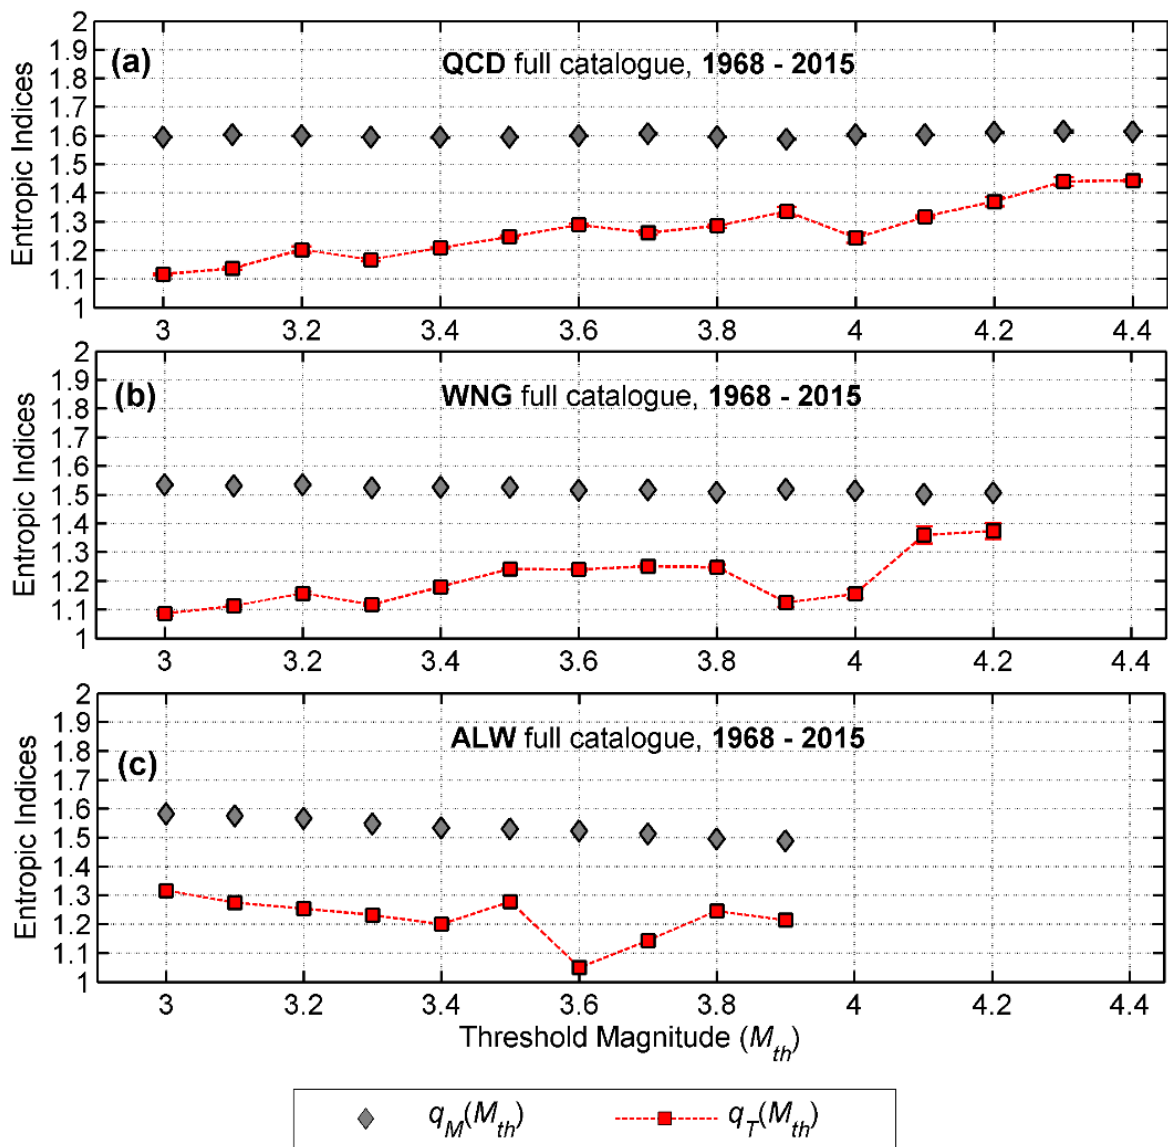 (a)
QCD full catalogue, 1968 - 2015
Entropic Indices
2
1.9
1.8
1.7
1.6
1.5
1.4
1.3
1.2
1.1
1
3 3.2 3.4 3.6 3.8 4 4.2 4.4
(b)
WNG full catalogue, 1968 - 2015
Entropic Indices
2
1.9
1.8
1.7
1.6
1.5
1.4
1.3
1.2
1.1
1
3 3.2 3.4 3.6 3.8 4 4.2 4.4
(c)
ALW full catalogue, 1968 - 2015
Entropic Indices
2
1.9
1.8
1.7
1.6
1.5
1.4
1.3
1.2
1.1
1
3 3.2 3.4 3.6 3.8 4 4.2 4.4
Threshold Magnitude (M_th)
q_M(M_th) q_T(M_th)